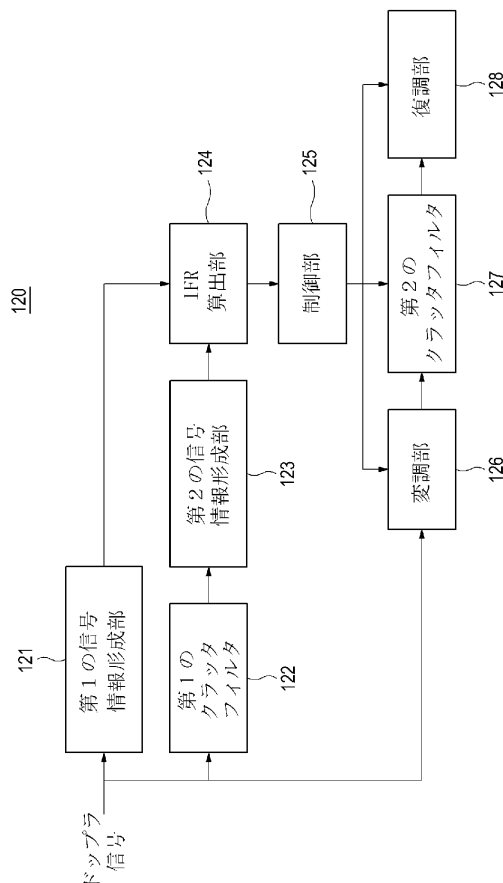 120
ドップラ
信号
121
第1の信号
情報形成部
第1の
クラッタ
フィルタ
122
第2の信号
情報形成部
123
IFR
算出部
124
制御部
125
変調部
126
第2の
クラッタフィルタ
127
復調部
128